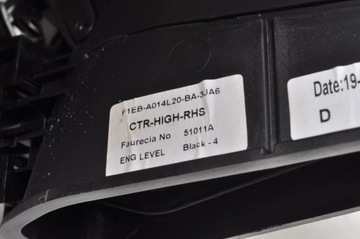 F1EB-A014L20-BA-3JA6
CTR-HIGH-RHS
Faurecia No 51011A
ENG LEVEL Black - 4
Date:19-
D